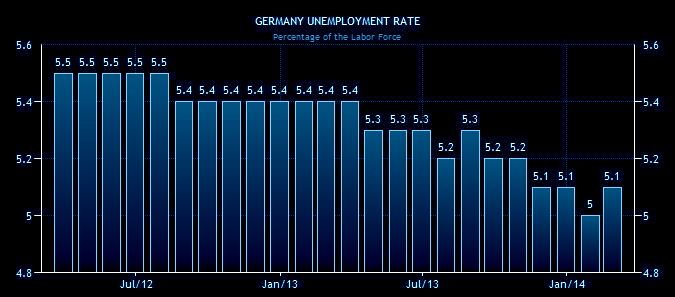 GERMANY UNEMPLOYMENT RATE
Percentage of the Labor Force
5.6 5.6
5.5 5.5 5.5 5.5 5.5
5.4 5.4 5.4 5.4 5.4 5.4 5.4 5.4 5.4 5.4
5.3 5.3 5.3 5.3
5.2 5.2 5.2 5.2 5.2
5.1 5.1 5.1
5 5 5
4.8 4.8
Jul/12 Jan/13 Jul/13 Jan/14